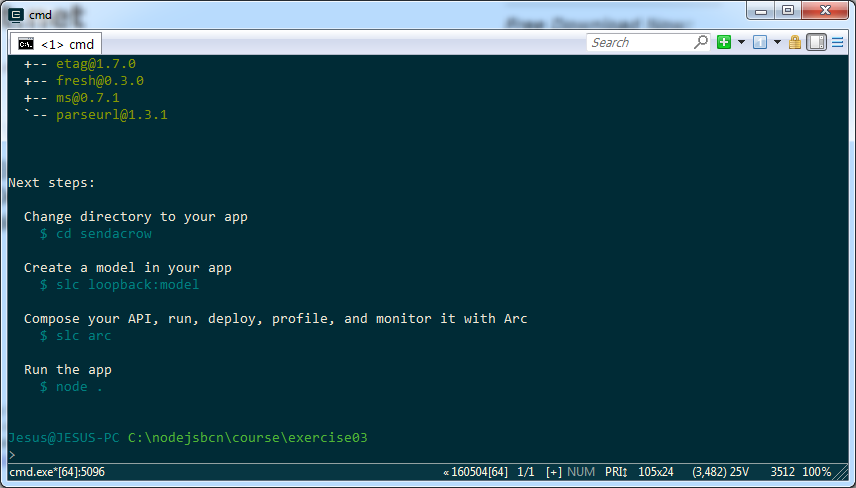 cmd
Free Download Now:
<1> cmd
Search
+-- etag@1.7.0
+-- fresh@0.3.0
+-- ms@0.7.1
`-- parseurl@1.3.1
Next steps:
Change directory to your app
$ cd sendacrow
Create a model in your app
$ slc loopback:model
Compose your API, run, deploy, profile, and monitor it with Arc
$ slc arc
Run the app
$ node .
Jesus@JESUS-PC C:\nodejsbcn\course\exercise03
>
cmd.exe*[64]:5096 « 160504[64] 1/1 [+] NUM PRI↕ 105x24 (3,482) 25V 3512 100%